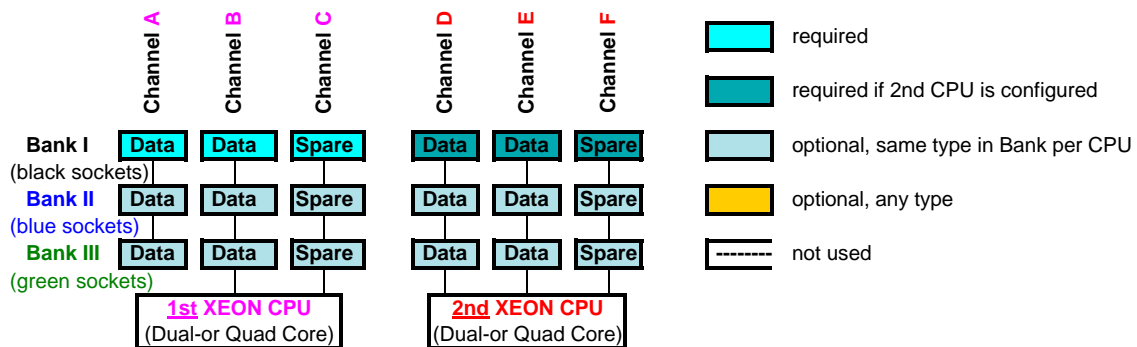 Channel A
Channel B
Channel C
Channel D
Channel E
Channel F
required
required if 2nd CPU is configured
Bank I Data Data Spare Data Data Spare optional, same type in Bank per CPU
(black sockets)
Bank II Data Data Spare Data Data Spare optional, any type
(blue sockets)
Bank III Data Data Spare Data Data Spare --------- not used
(green sockets)
1st XEON CPU 2nd XEON CPU
(Dual-or Quad Core) (Dual-or Quad Core)